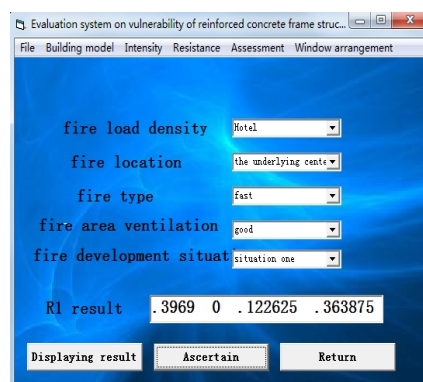 Evaluation system on vulnerability of reinforced concrete frame struc...
File Building model Intensity Resistance Assessment Window arrangement
fire load density Hotel
fire location the underlying cente
fire type fast
fire area ventilation good
fire development situat situation one
R1 result .3969 0 .122625 .363875
Displaying result Ascertain Return